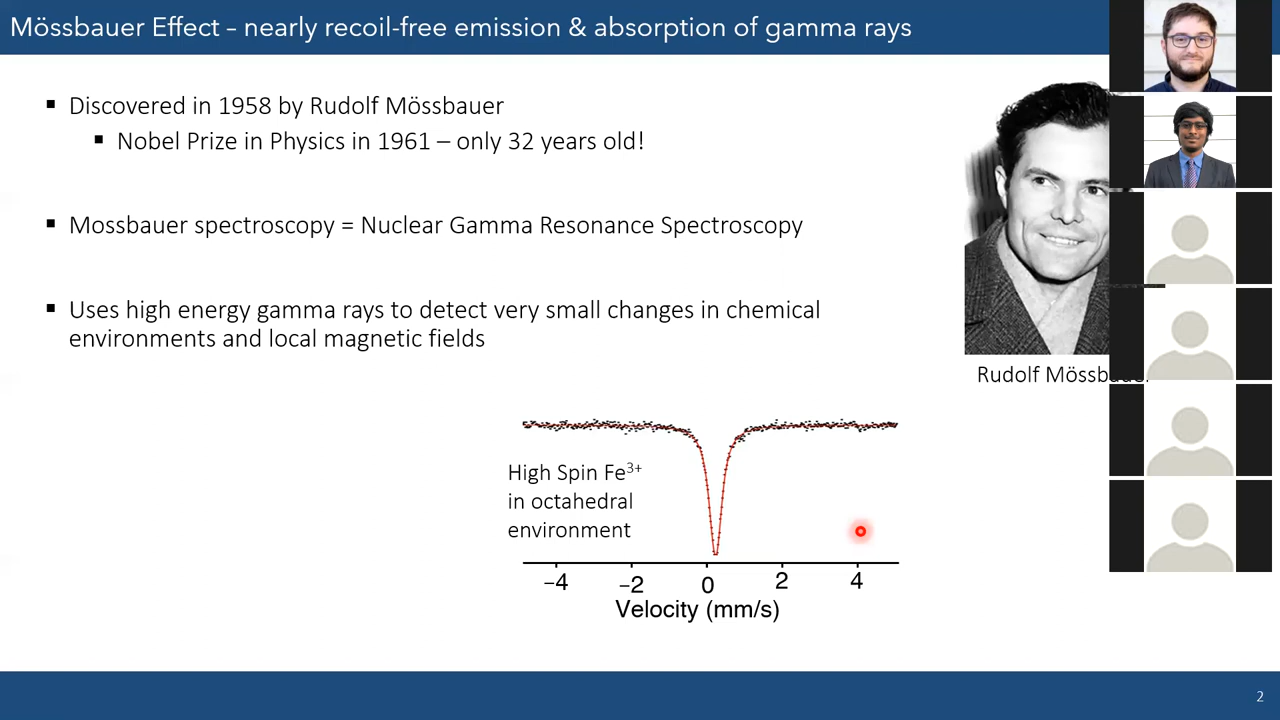 Mössbauer Effect – nearly recoil-free emission & absorption of gamma rays
▪ Discovered in 1958 by Rudolf Mössbauer
▪ Nobel Prize in Physics in 1961 – only 32 years old!
▪ Mossbauer spectroscopy = Nuclear Gamma Resonance Spectroscopy
▪ Uses high energy gamma rays to detect very small changes in chemical
environments and local magnetic fields
Rudolf Mössbauer
High Spin Fe³⁺
in octahedral
environment
−4 −2 0 2 4
Velocity (mm/s)
2